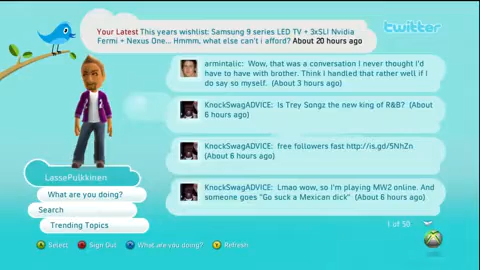 Your Latest This years wishlist: Samsung 9 series LED TV + 3xSLI Nvidia
Fermi + Nexus One... Hmmm, what else can't i afford? About 20 hours ago
twitter
armintalic: Wow, that was a conversation I never thought I'd
have to have with brother. Think I handled that rather well if I
do say so myself. (About 3 hours ago)
KnockSwagADVICE: Is Trey Songz the new king of R&B? (About
6 hours ago)
KnockSwagADVICE: free followers fast http://is.gd/5NhZn
(About 6 hours ago)
KnockSwagADVICE: Lmao wow, so I'm playing MW2 online. And
someone goes "Go suck a Mexican dick" (About 6 hours ago)
LassePulkkinen
What are you doing?
Search
Trending Topics
1 of 50
A Select B Sign Out X What are you doing? Y Refresh